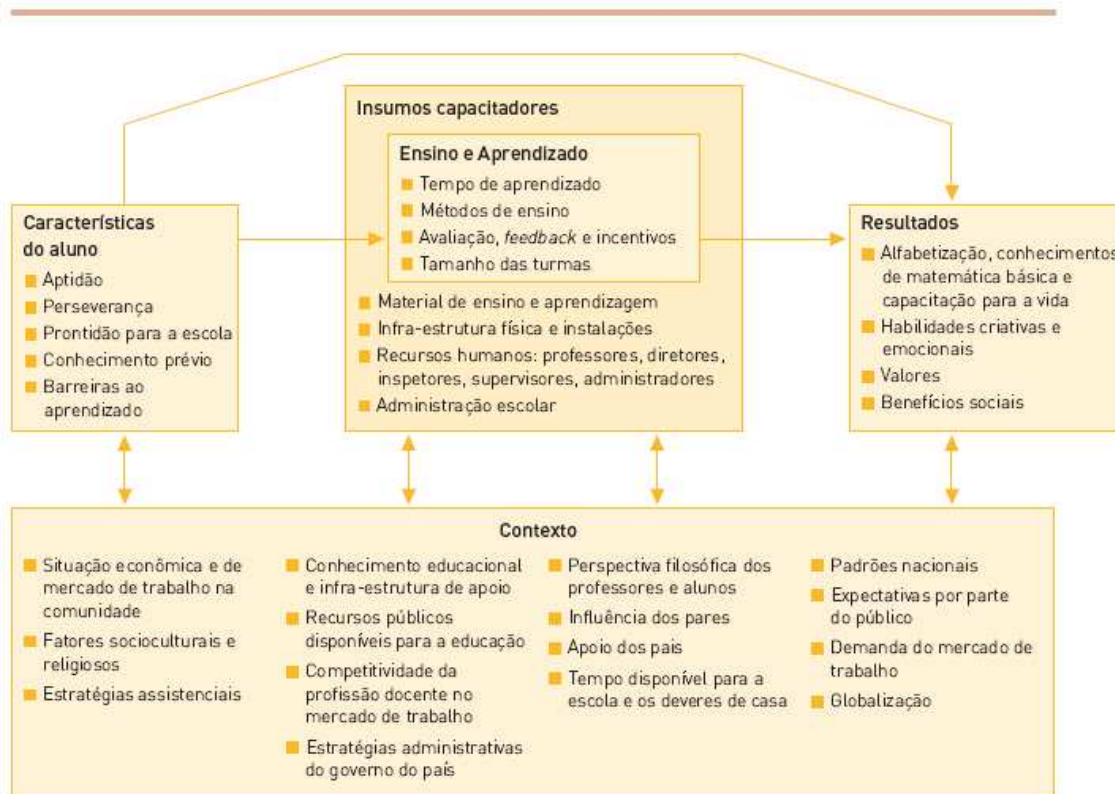 Insumos capacitadores
Ensino e Aprendizado
Tempo de aprendizado
Métodos de ensino
Avaliação, feedback e incentivos
Tamanho das turmas
Material de ensino e aprendizagem
Infra-estrutura física e instalações
Recursos humanos: professores, diretores,
inspetores, supervisores, administradores
Administração escolar
Características
do aluno
Aptidão
Perseverança
Prontidão para a escola
Conhecimento prévio
Barreiras ao
aprendizado
Resultados
Alfabetização, conhecimentos
de matemática básica e
capacitação para a vida
Habilidades criativas e
emocionais
Valores
Benefícios sociais
Contexto
Situação econômica e de
mercado de trabalho na
comunidade
Fatores socioculturais e
religiosos
Estratégias assistenciais
Conhecimento educacional
e infra-estrutura de apoio
Recursos públicos
disponíveis para a educação
Competitividade da
profissão docente no
mercado de trabalho
Estratégias administrativas
do governo do país
Perspectiva filosófica dos
professores e alunos
Influência dos pares
Apoio dos pais
Tempo disponível para a
escola e os deveres de casa
Padrões nacionais
Expectativas por parte
do público
Demanda do mercado de
trabalho
Globalização